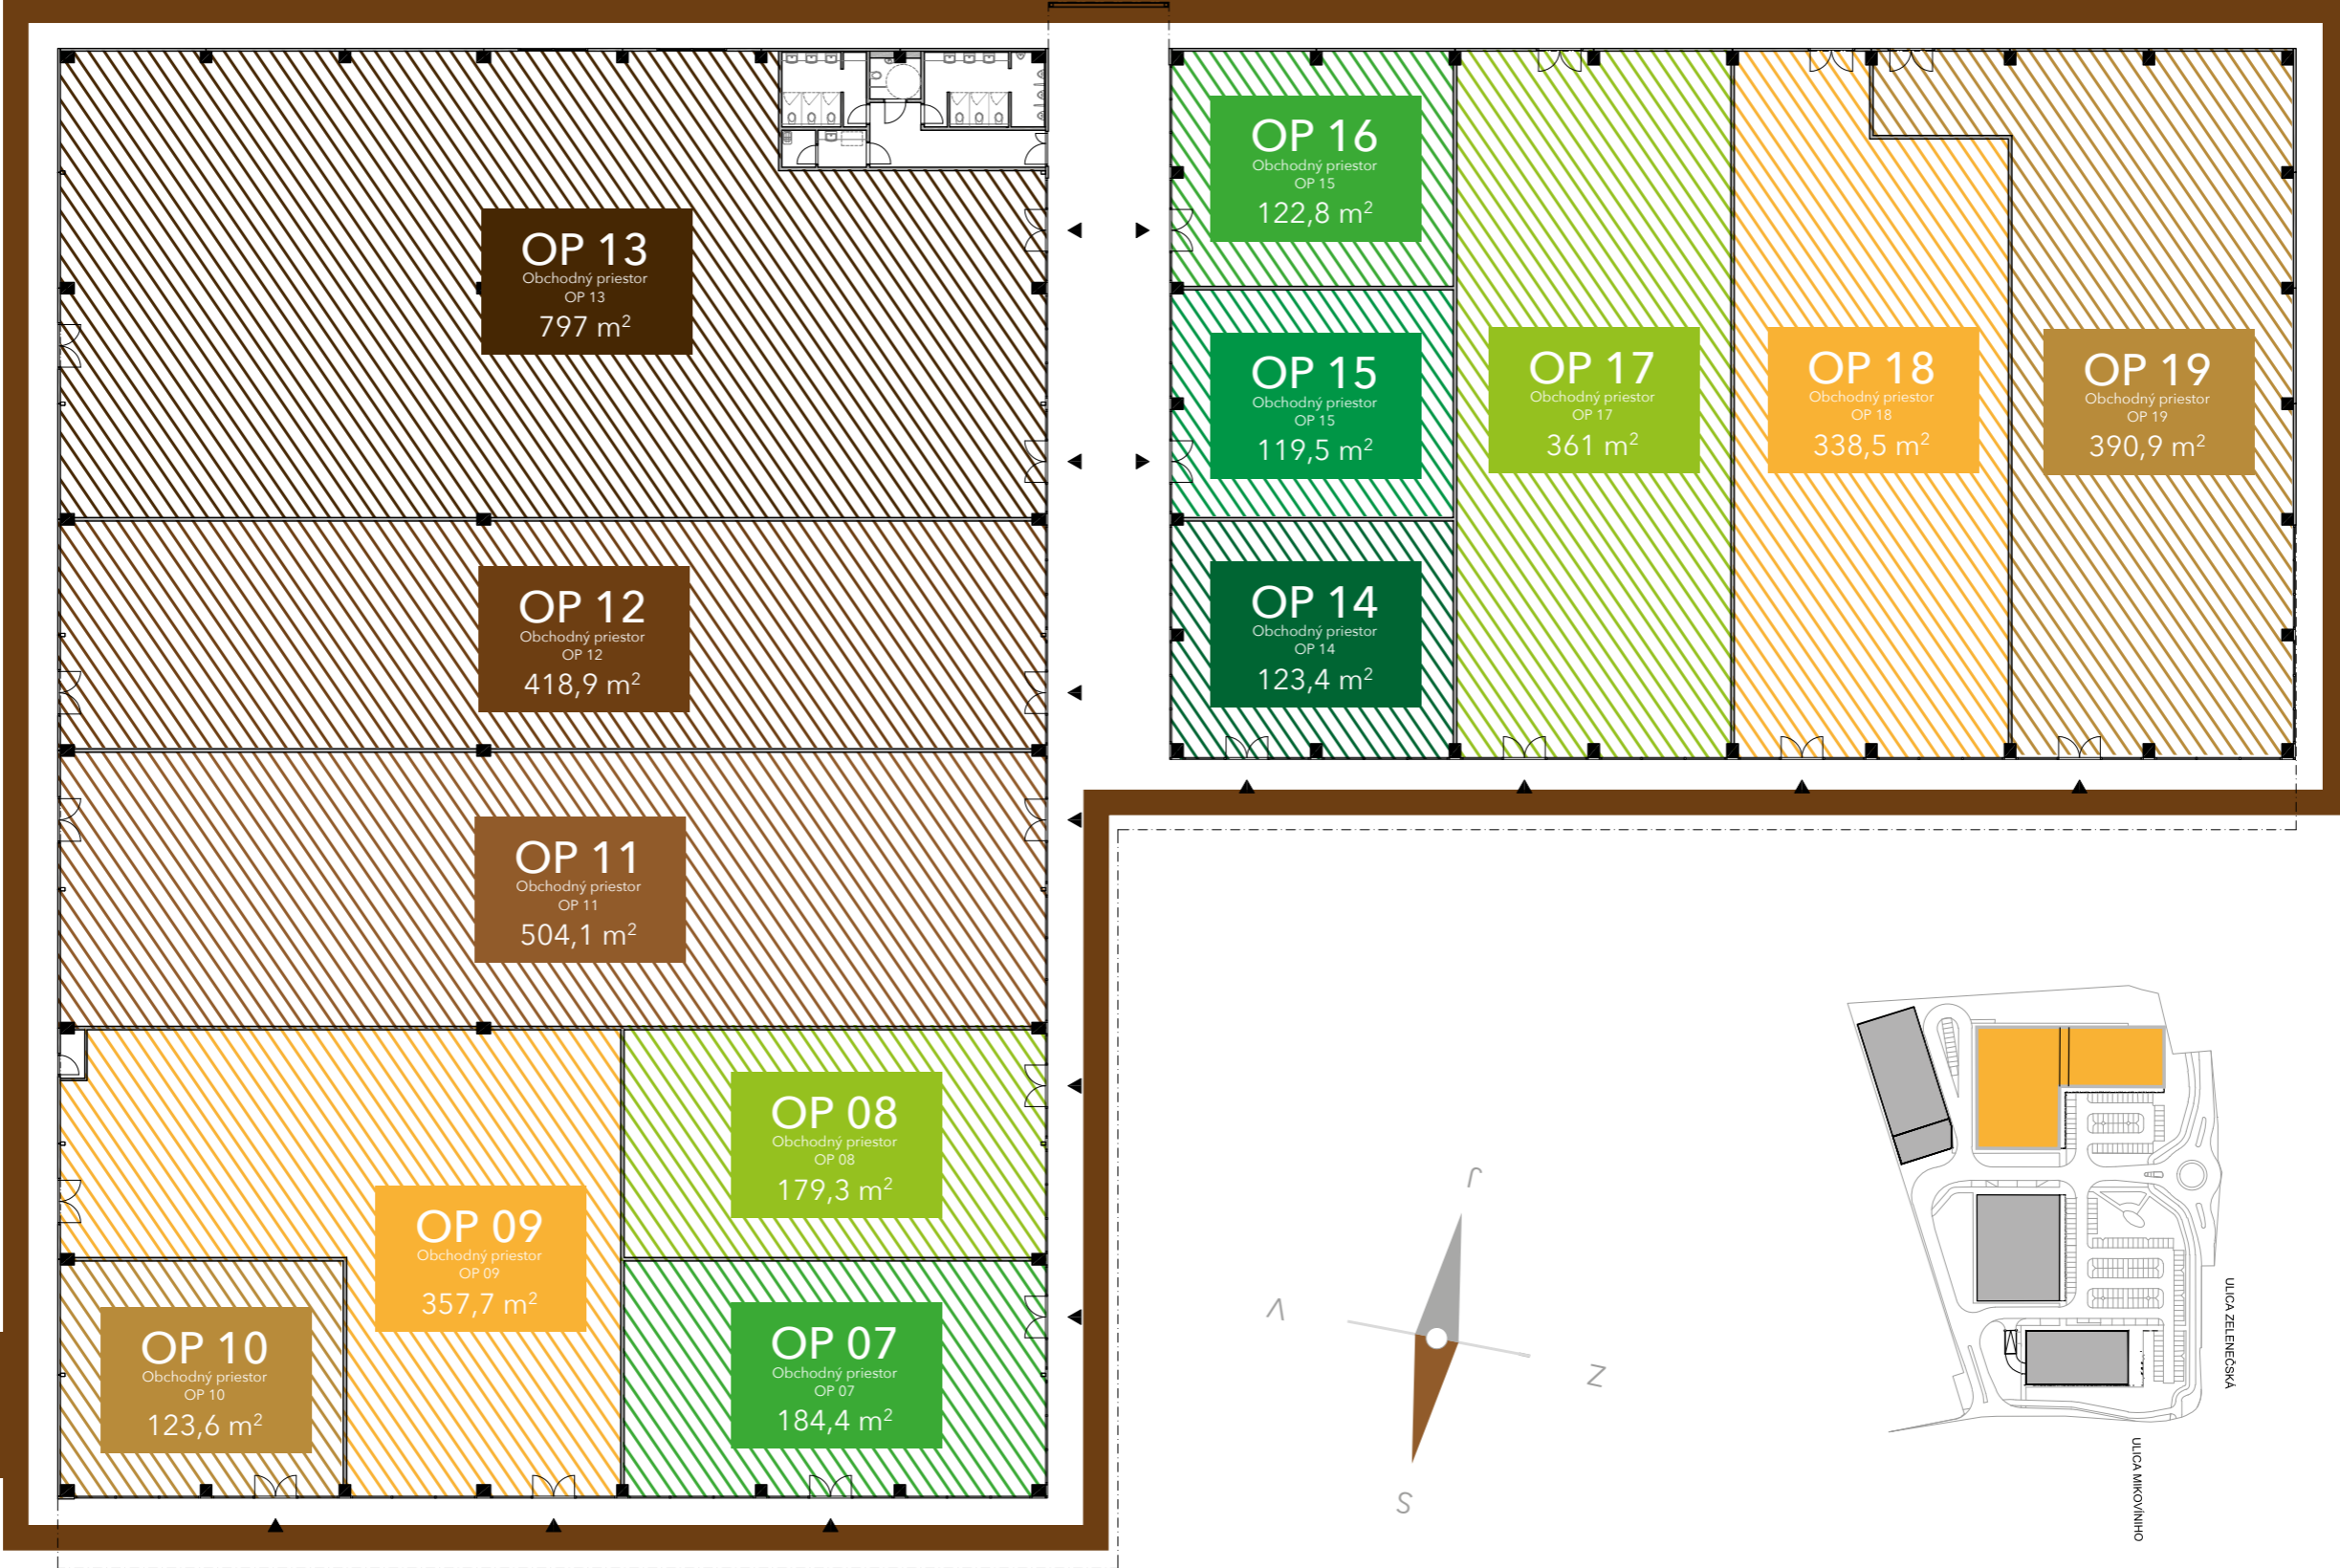 OP 13
Obchodný priestor
OP 13
797 m²
OP 12
Obchodný priestor
OP 12
418,9 m²
OP 11
Obchodný priestor
OP 11
504,1 m²
OP 08
Obchodný priestor
OP 08
179,3 m²
OP 09
Obchodný priestor
OP 09
357,7 m²
OP 10
Obchodný priestor
OP 10
123,6 m²
OP 07
Obchodný priestor
OP 07
184,4 m²
OP 16
Obchodný priestor
OP 15
122,8 m²
OP 15
Obchodný priestor
OP 15
119,5 m²
OP 14
Obchodný priestor
OP 14
123,4 m²
OP 17
Obchodný priestor
OP 17
361 m²
OP 18
Obchodný priestor
OP 18
338,5 m²
OP 19
Obchodný priestor
OP 19
390,9 m²
J
V
Z
S
ULICA ZELENEČSKÁ
ULICA MIKOVÍNIHO